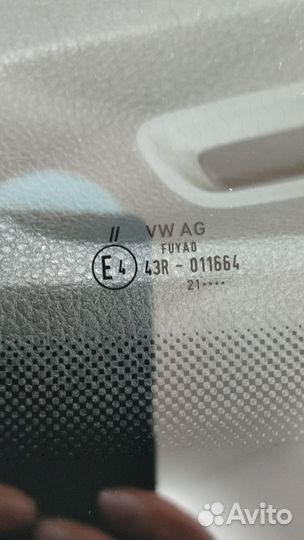 II VW AG
FUYAO
E4 43R - 011664
21••••
Avito